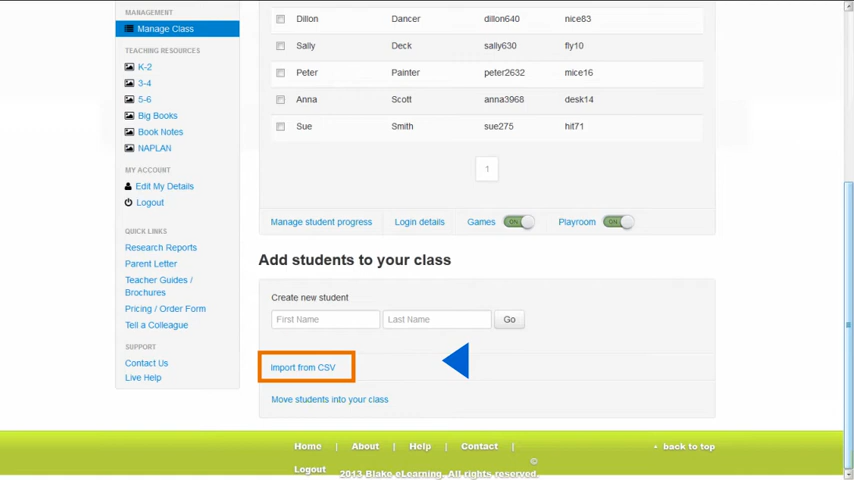 MANAGEMENT
Manage Class
TEACHING RESOURCES
K-2
3-4
5-6
Big Books
Book Notes
NAPLAN
MY ACCOUNT
Edit My Details
Logout
QUICK LINKS
Research Reports
Parent Letter
Teacher Guides /
Brochures
Pricing / Order Form
Tell a Colleague
SUPPORT
Contact Us
Live Help
Dillon Dancer dillon640 nice83
Sally Deck sally630 fly10
Peter Painter peter2632 mice16
Anna Scott anna3968 desk14
Sue Smith sue275 hit71
1
Manage student progress Login details Games ON Playroom ON
Add students to your class
Create new student
First Name Last Name Go
Import from CSV
Move students into your class
Home | About | Help | Contact | back to top
Logout ©
2013 Blake eLearning. All rights reserved.